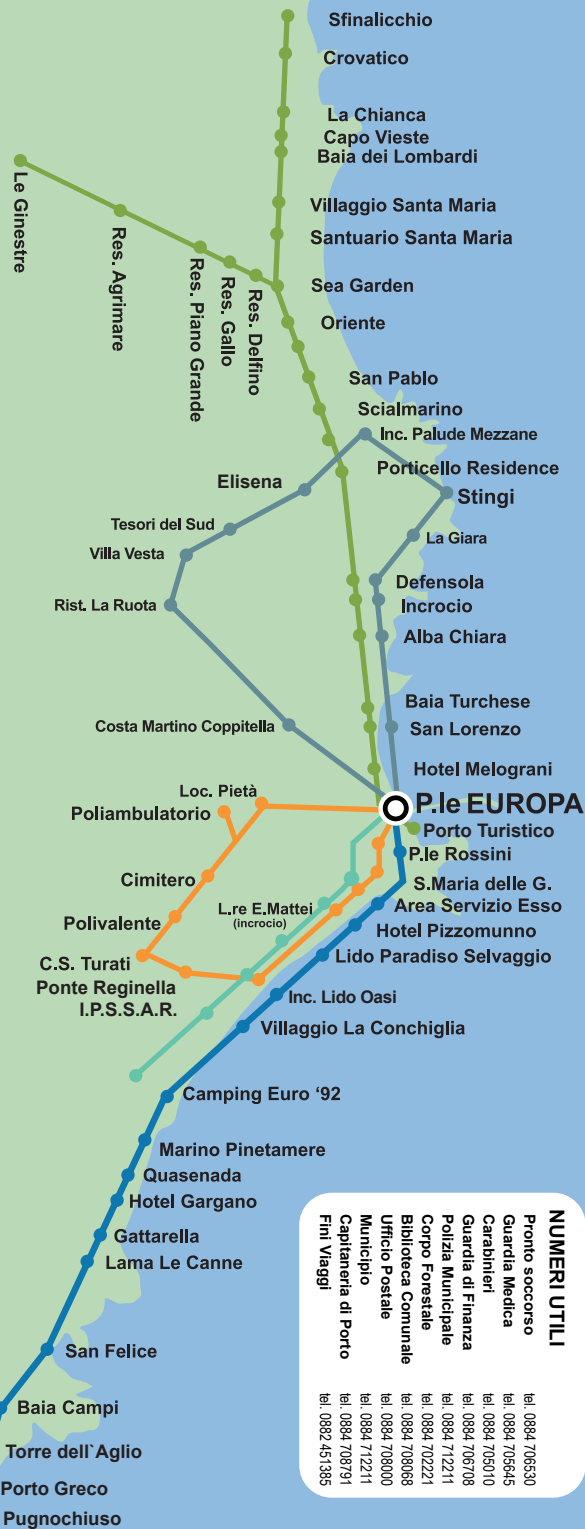 Sfinalicchio
Crovatico
La Chianca
Capo Vieste
Baia dei Lombardi
Le Ginestre
Res. Agrimare
Res. Piano Grande
Res. Gallo
Res. Delfino
Villaggio Santa Maria
Santuario Santa Maria
Sea Garden
Oriente
San Pablo
Scialmarino
Inc. Palude Mezzane
Porticello Residence
Elisena
Stingi
Tesori del Sud
La Giara
Villa Vesta
Defensola
Rist. La Ruota
Incrocio
Alba Chiara
Baia Turchese
Costa Martino Coppitella
San Lorenzo
Hotel Melograni
Loc. Pietà
P.le EUROPA
Poliambulatorio
Porto Turistico
P.le Rossini
Cimitero
S.Maria delle G.
L.re E.Mattei
(incrocio)
Area Servizio Esso
Polivalente
Hotel Pizzomunno
C.S. Turati
Lido Paradiso Selvaggio
Ponte Reginella
I.P.S.S.A.R.
Inc. Lido Oasi
Villaggio La Conchiglia
Camping Euro ‘92
Marino Pinetamere
Quasenada
Hotel Gargano
Gattarella
Lama Le Canne
San Felice
Baia Campi
Torre dell`Aglio
Porto Greco
Pugnochiuso
NUMERI UTILI
Pronto soccorso tel. 0884 706530
Guardia Medica tel. 0884 705645
Carabinieri tel. 0884 705010
Guardia di Finanza tel. 0884 706708
Polizia Municipale tel. 0884 712211
Corpo Forestale tel. 0884 702221
Biblioteca Comunale tel. 0884 708068
Ufficio Postale tel. 0884 708000
Municipio tel. 0884 712211
Capitaneria di Porto tel. 0884 708791
Fini Viaggi tel. 0882 451385